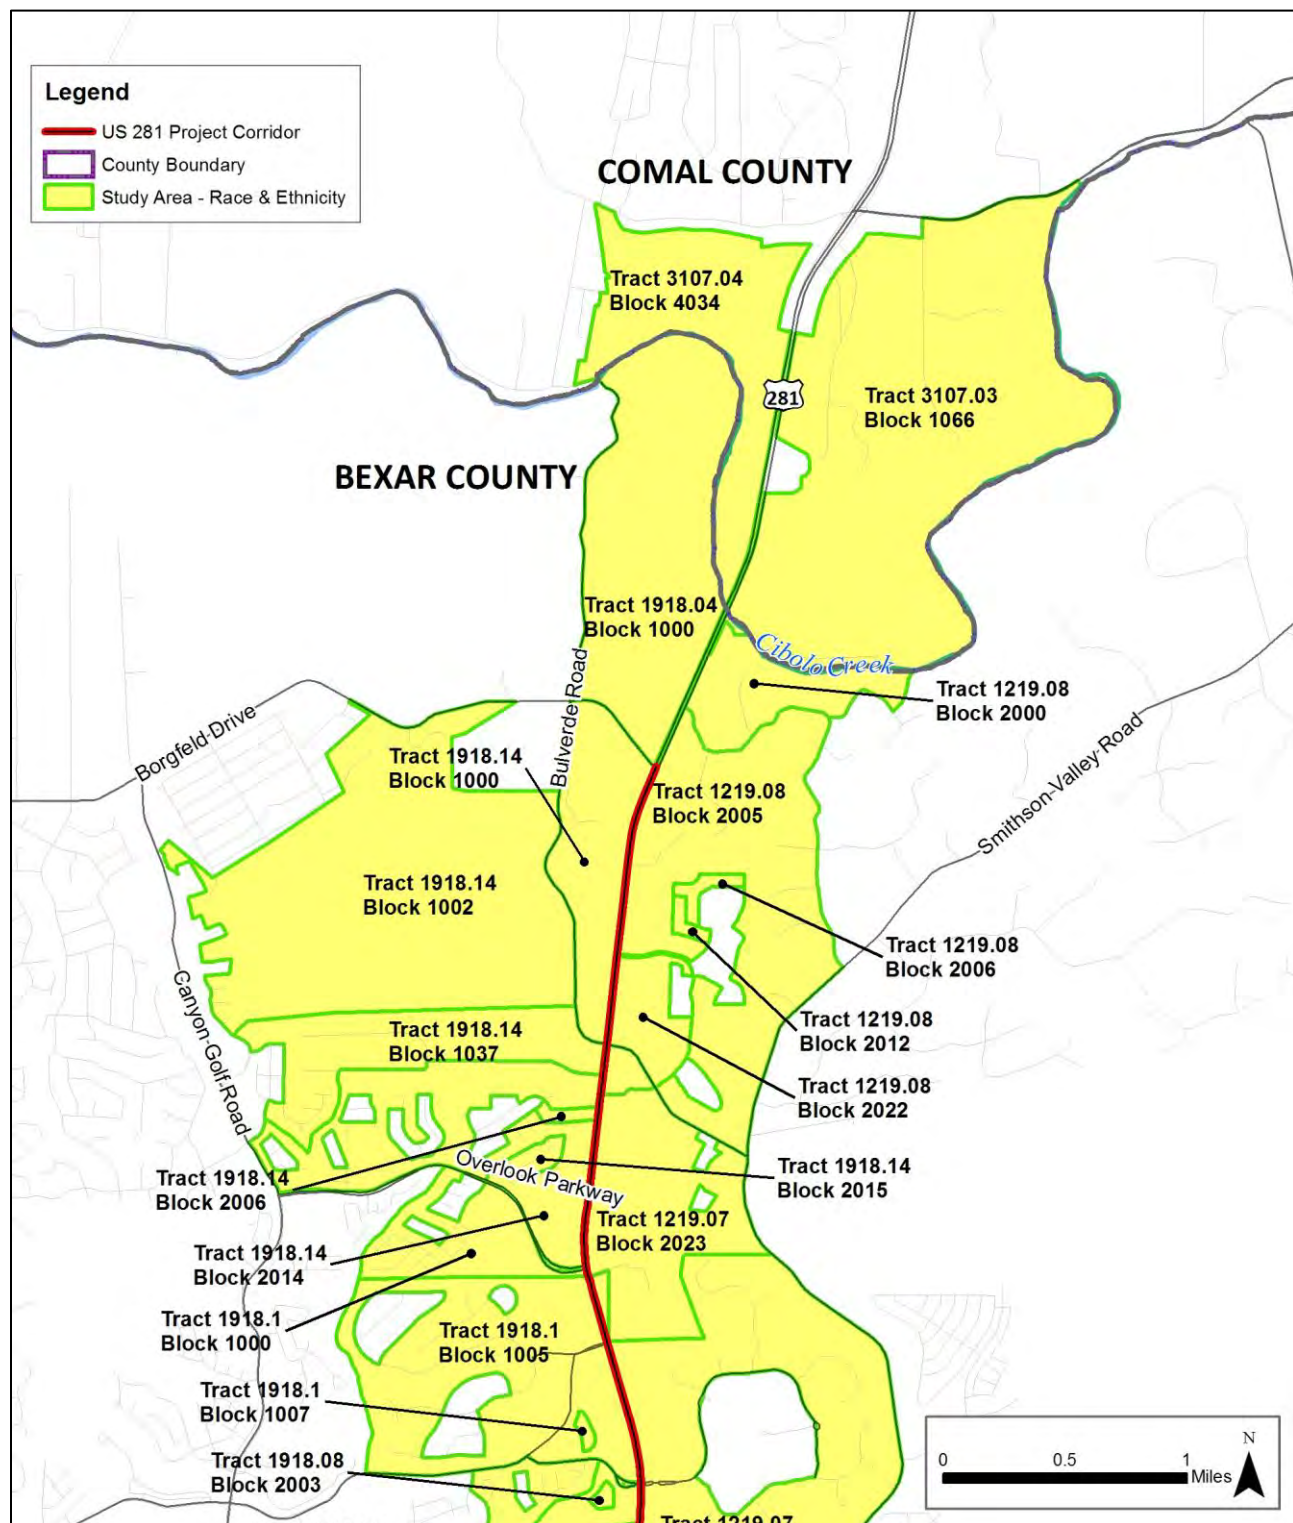 Legend
US 281 Project Corridor
County Boundary
Study Area - Race & Ethnicity
COMAL COUNTY
Tract 3107.04
Block 4034
281
Tract 3107.03
Block 1066
BEXAR COUNTY
Tract 1918.04
Block 1000
Cibolo Creek
Tract 1219.08
Block 2000
Borgfeld-Drive
Bulverde-Road
Tract 1918.14
Block 1000
Tract 1219.08
Block 2005
Smithson-Valley-Road
Tract 1918.14
Block 1002
Tract 1219.08
Block 2006
Canyon-Golf-Road
Tract 1219.08
Block 2012
Tract 1918.14
Block 1037
Tract 1219.08
Block 2022
Overlook Parkway
Tract 1918.14
Block 2006
Tract 1918.14
Block 2015
Tract 1219.07
Block 2023
Tract 1918.14
Block 2014
Tract 1918.1
Block 1000
Tract 1918.1
Block 1005
Tract 1918.1
Block 1007
Tract 1918.08
Block 2003
N
0 0.5 1
Miles
Tract 1219.07